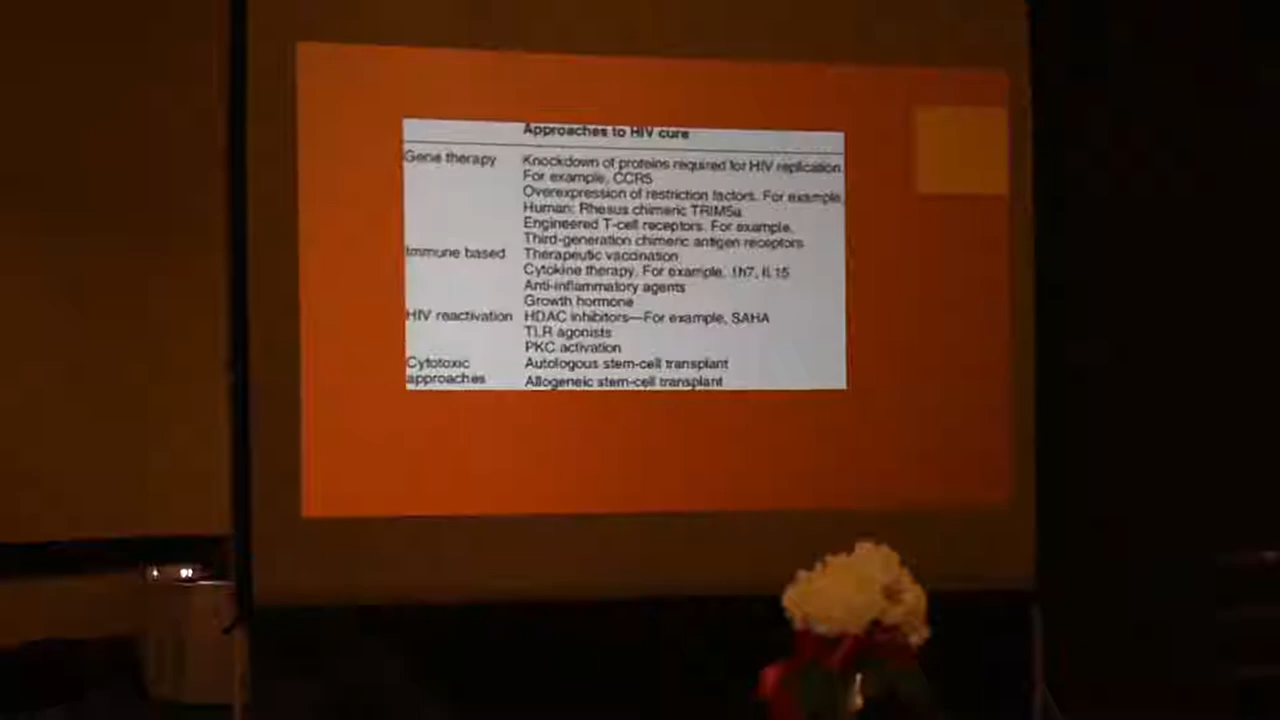 Approaches to HIV cure
Gene therapy Knockdown of proteins required for HIV replication.
For example, CCR5
Overexpression of restriction factors. For example,
Human: Rhesus chimeric TRIM5α
Engineered T-cell receptors. For example,
Third-generation chimeric antigen receptors
Immune based Therapeutic vaccination
Cytokine therapy. For example, IL15
Anti-inflammatory agents
Growth hormone
HIV reactivation HDAC inhibitors—For example, SAHA
TLR agonists
PKC activation
Cytotoxic Autologous stem-cell transplant
approaches Allogeneic stem-cell transplant